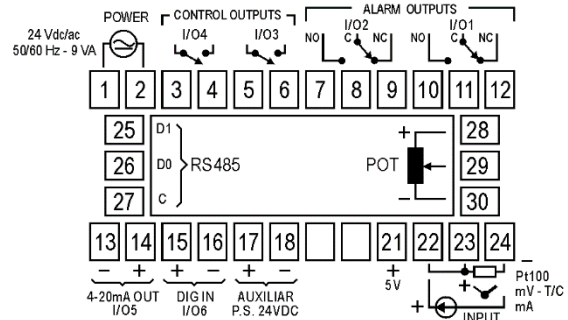 POWER
CONTROL OUTPUTS
ALARM OUTPUTS
24 Vdc/ac
50/60 Hz - 9 VA
I/O4
I/O3
I/O2
I/O1
NO C NC NO C NC
1 2 3 4 5 6 7 8 9 10 11 12
25 D1 28
26 D0 RS485 POT + 29
27 C − 30
13 14 15 16 17 18 21 22 23 24
− + + − + − + −
4-20mA OUT
I/O5
DIG IN
I/O6
AUXILIAR
P.S. 24VDC
5V
Pt100
+ mV - T/C
+ mA
INPUT